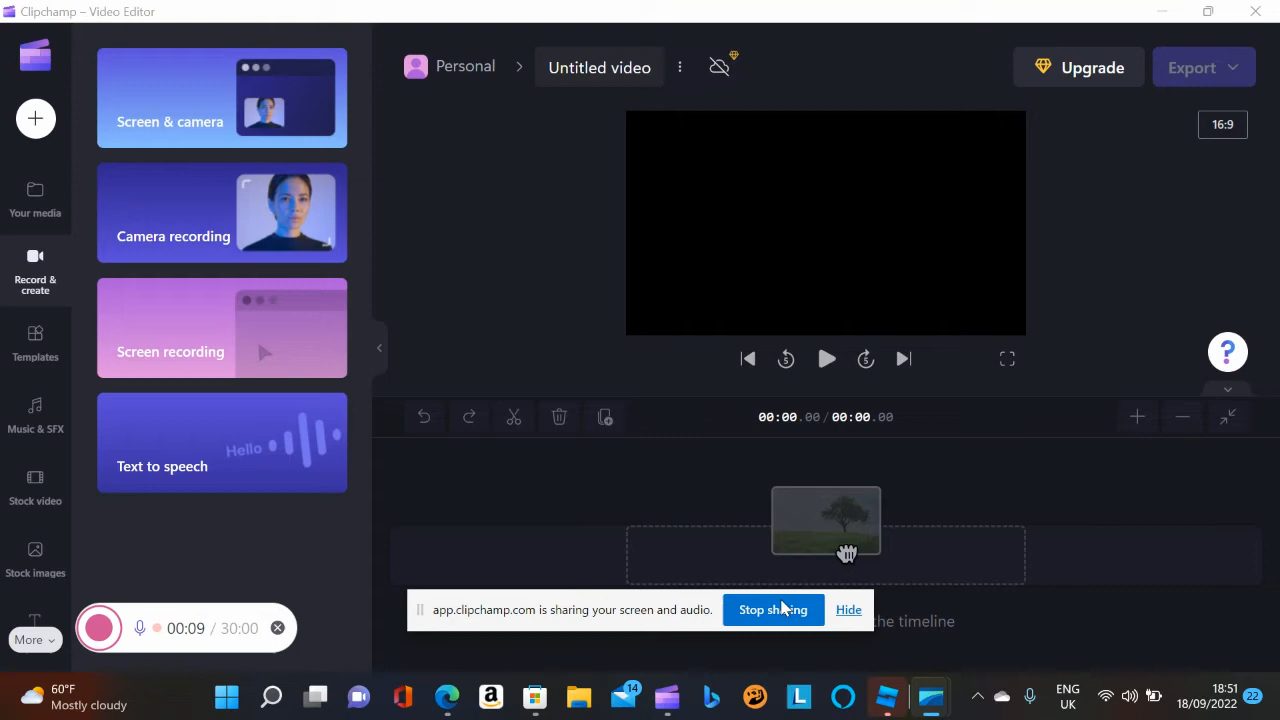 Clipchamp – Video Editor
Personal
Untitled video
Upgrade
Export
16:9
Screen & camera
Camera recording
Screen recording
Text to speech
Hello
Your media
Record &
create
Templates
Music & SFX
Stock video
Stock images
More
5
5
?
00:00.00 / 00:00.00
app.clipchamp.com is sharing your screen and audio.
Stop sharing
Hide
the timeline
00:09 / 30:00
60°F
Mostly cloudy
14
L
ENG
UK
18:51
18/09/2022
22